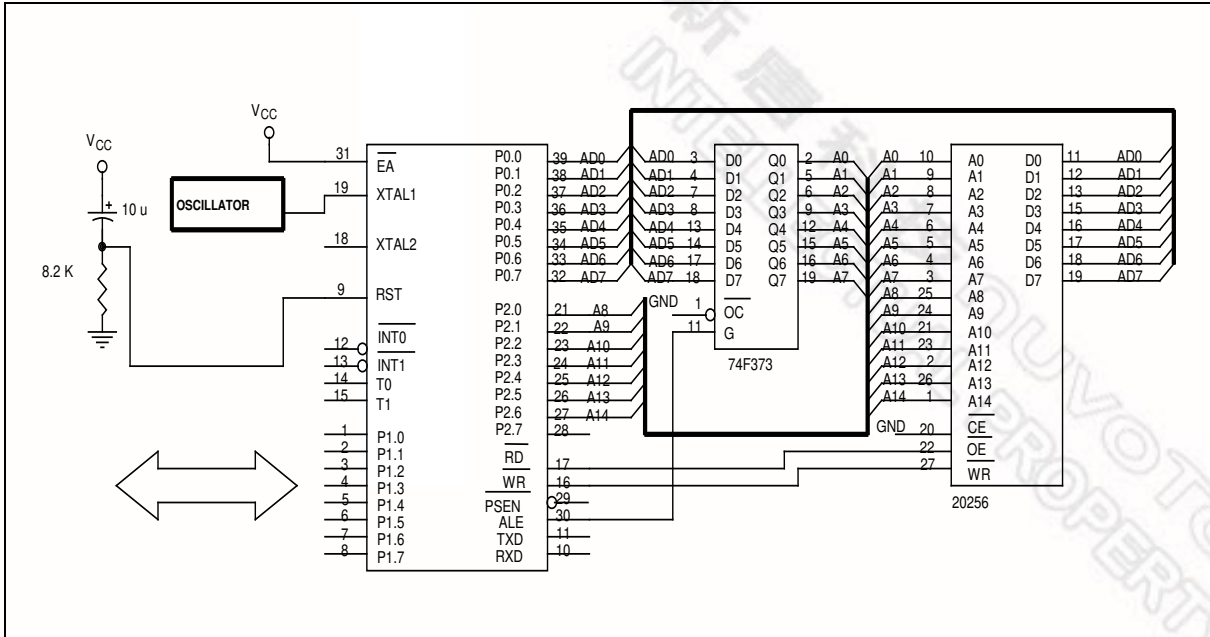 新唐科
INTELLECTUAL PROPERTY
NUVOTON
VCC
VCC
+
10 u
8.2 K
OSCILLATOR
31 EA
19 XTAL1
18 XTAL2
9 RST
12 INT0
13 INT1
14 T0
15 T1
1 P1.0
2 P1.1
3 P1.2
4 P1.3
5 P1.4
6 P1.5
7 P1.6
8 P1.7
P0.0 39 AD0
P0.1 38 AD1
P0.2 37 AD2
P0.3 36 AD3
P0.4 35 AD4
P0.5 34 AD5
P0.6 33 AD6
P0.7 32 AD7
P2.0 21 A8
P2.1 22 A9
P2.2 23 A10
P2.3 24 A11
P2.4 25 A12
P2.5 26 A13
P2.6 27 A14
P2.7 28
RD 17
WR 16
PSEN 29
ALE 30
TXD 11
RXD 10
AD0 3 D0 Q0 2 A0
AD1 4 D1 Q1 5 A1
AD2 7 D2 Q2 6 A2
AD3 8 D3 Q3 9 A3
AD4 13 D4 Q4 12 A4
AD5 14 D5 Q5 15 A5
AD6 17 D6 Q6 16 A6
AD7 18 D7 Q7 19 A7
GND 1 OC
11 G
74F373
A0 10 A0 D0 11 AD0
A1 9 A1 D1 12 AD1
A2 8 A2 D2 13 AD2
A3 7 A3 D3 15 AD3
A4 6 A4 D4 16 AD4
A5 5 A5 D5 17 AD5
A6 4 A6 D6 18 AD6
A7 3 A7 D7 19 AD7
A8 25 A8
A9 24 A9
A10 21 A10
A11 23 A11
A12 2 A12
A13 26 A13
A14 1 A14
GND 20 CE
22 OE
27 WR
20256